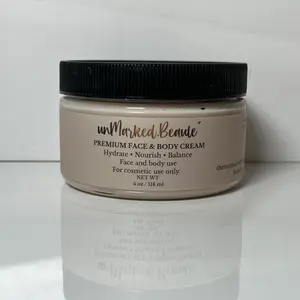 unMarked.Beauté
PREMIUM FACE & BODY CREAM
Hydrate • Nourish • Balance
Face and body use
For cosmetic use only.
NET WT
4 oz / 118 ml